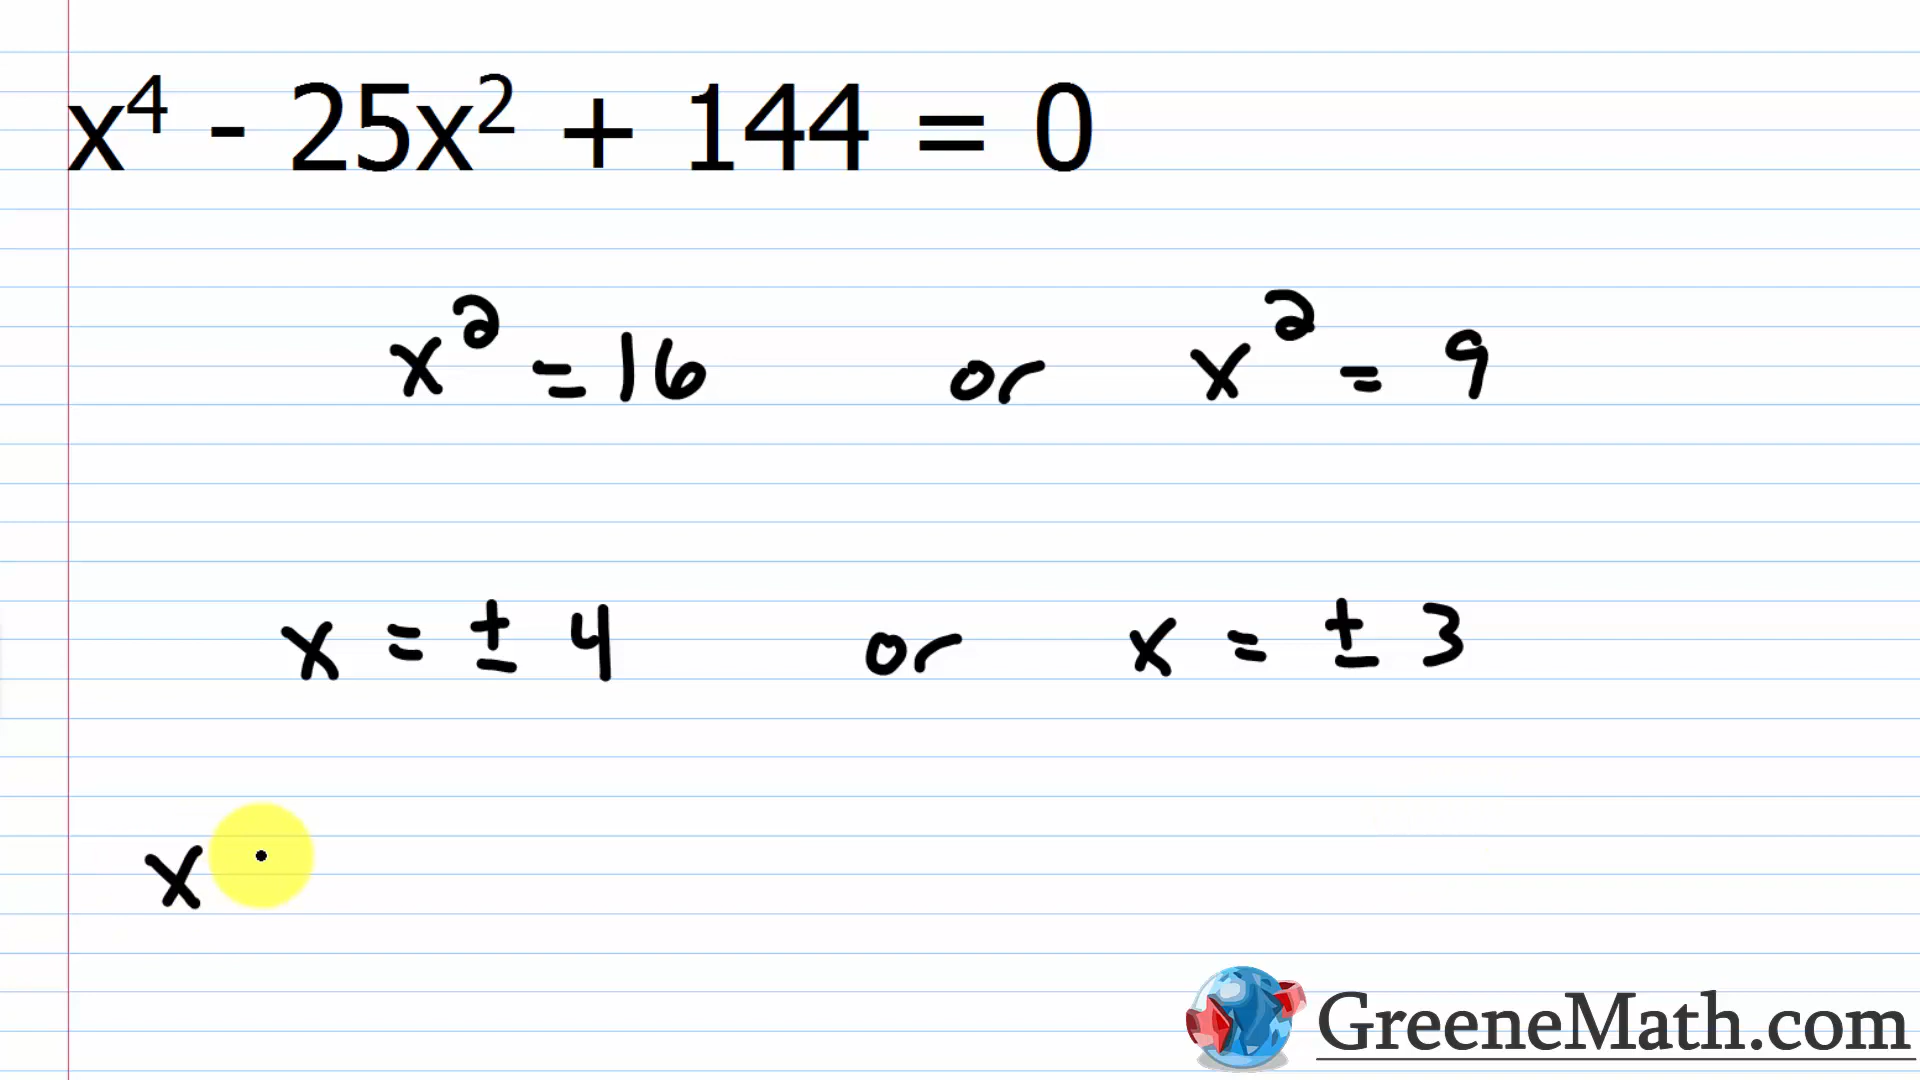 x⁴ - 25x² + 144 = 0
x² = 16 or x² = 9
x = ± 4 or x = ± 3
x
GreeneMath.com